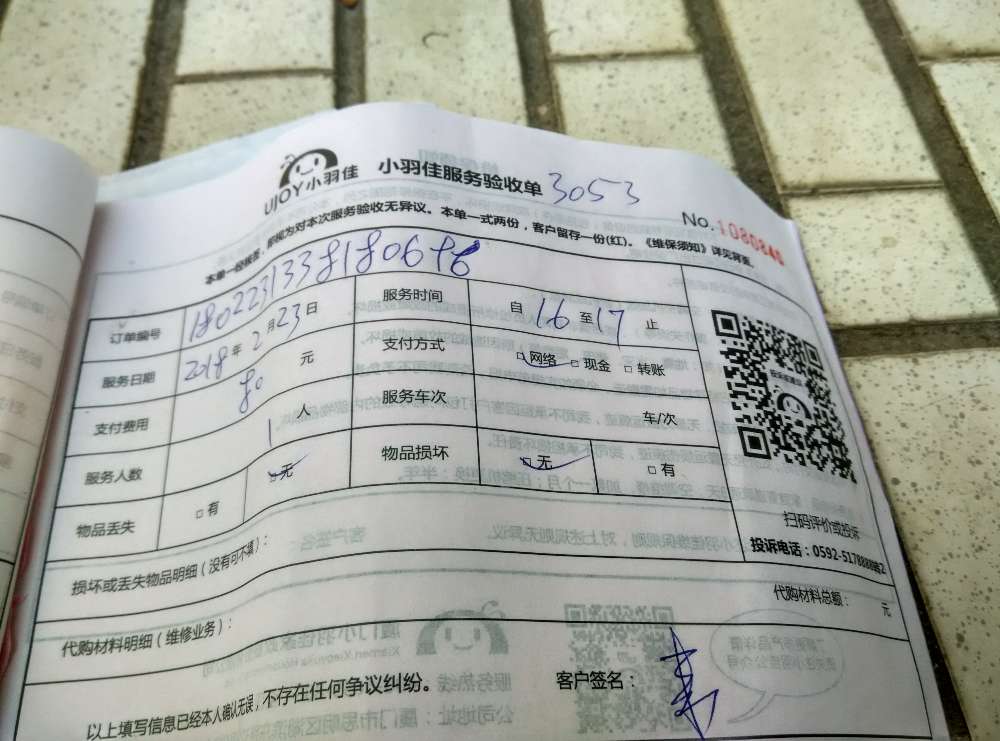 UJOY小羽佳 小羽佳服务验收单 3053
No.1080840
本单一经核签,即视为对本次服务验收无异议。本单一式两份,客户留存一份(红)。《维保须知》详见背面。
订单编号
服务日期 2018年2月23日 服务时间 自16至17止
支付费用 80元 支付方式 □网络 □现金 □转账
服务人数 1人 服务车次 车/次
物品丢失 □有 □无 物品损坏 □无 □有
扫码评价或投诉
投诉电话:0592-5178888
损坏或丢失物品明细(没有可不填):
代购材料明细(维修业务): 代购材料总额: 元
以上填写信息已经本人确认无误,不存在任何争议纠纷。 客户签名: